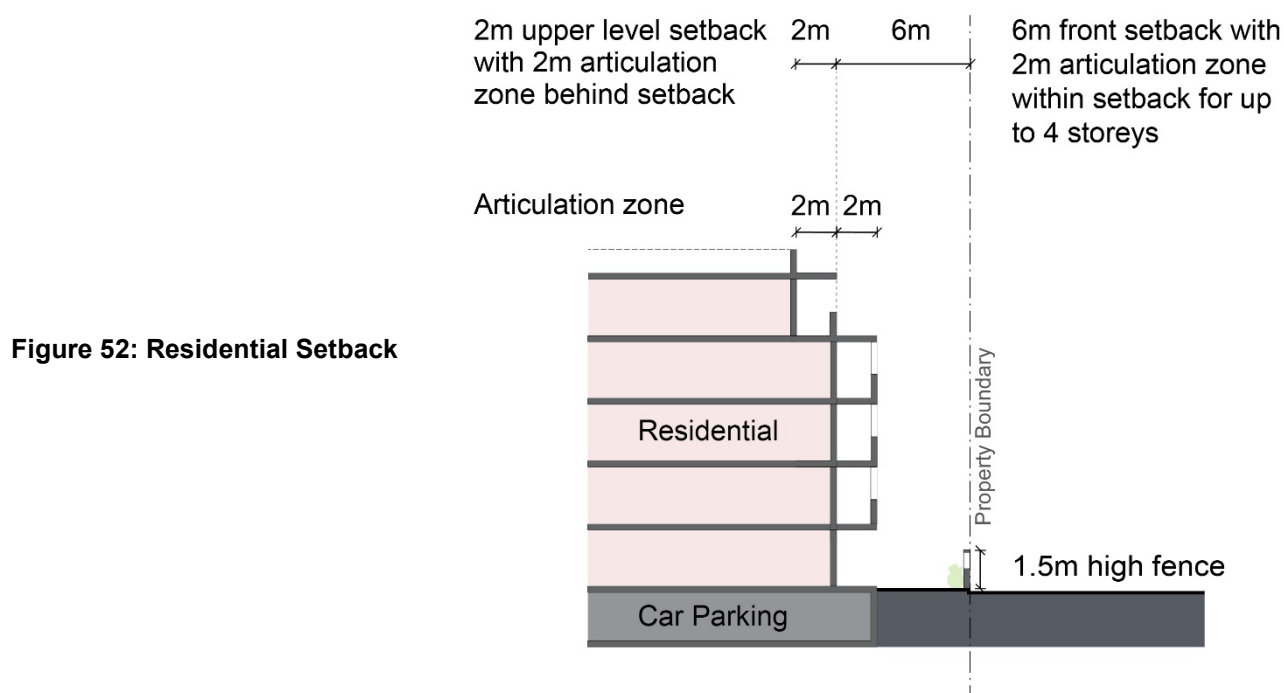 2m upper level setback
with 2m articulation
zone behind setback
2m
6m
6m front setback with
2m articulation zone
within setback for up
to 4 storeys
Articulation zone
2m
2m
Figure 52: Residential Setback
Residential
Property Boundary
1.5m high fence
Car Parking